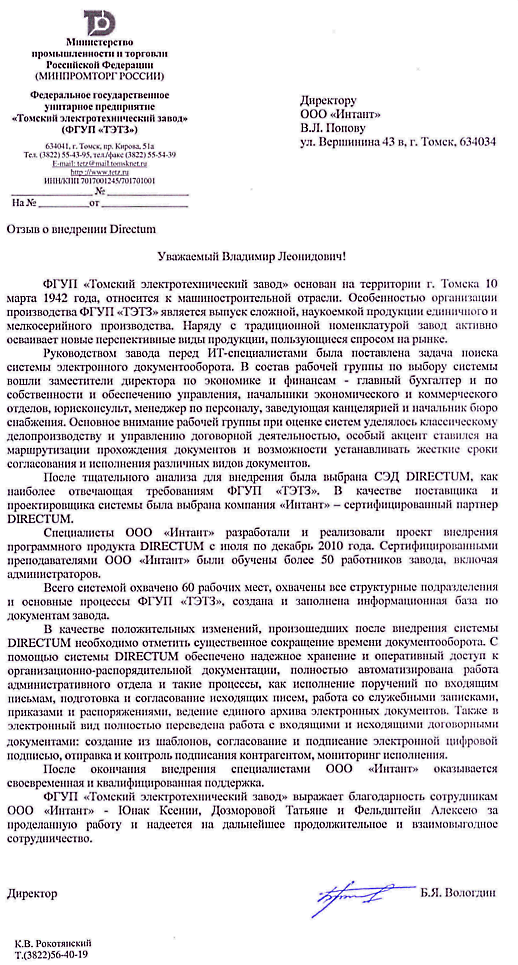 Министерство
промышленности и торговли
Российской Федерации
(МИНПРОМТОРГ РОССИИ)
Федеральное государственное
унитарное предприятие
«Томский электротехнический завод»
(ФГУП «ТЭТЗ»)
634041, г. Томск, пр. Кирова, 51а
Тел. (3822) 55-43-95, тел/факс (3822) 55-54-39
E-mail: tetz@mail.tomsknet.ru
http://www.tetz.ru
ИНН/КПП 7017001245/701701001
№
На № от
Директору
ООО «Интант»
В.Л. Попову
ул. Вершинина 43 в, г. Томск, 634034
Отзыв о внедрении Directum
Уважаемый Владимир Леонидович!
ФГУП «Томский электротехнический завод» основан на территории г. Томска 10
марта 1942 года, относится к машиностроительной отрасли. Особенностью организации
производства ФГУП «ТЭТЗ» является выпуск сложной, наукоемкой продукции единичного и
мелкосерийного производства. Наряду с традиционной номенклатурой завод активно
осваивает новые перспективные виды продукции, пользующиеся спросом на рынке.
Руководством завода перед ИТ-специалистами была поставлена задача поиска
системы электронного документооборота. В состав рабочей группы по выбору системы
вошли заместители директора по экономике и финансам - главный бухгалтер и по
собственности и обеспечению управления, начальники экономического и коммерческого
отделов, юрисконсульт, менеджер по персоналу, заведующая канцелярией и начальник бюро
снабжения. Основное внимание рабочей группы при оценке систем уделялось классическому
делопроизводству и управлению договорной деятельностью, особый акцент ставился на
маршрутизации прохождения документов и возможности устанавливать жесткие сроки
согласования и исполнения различных видов документов.
После тщательного анализа для внедрения была выбрана СЭД DIRECTUM, как
наиболее отвечающая требованиям ФГУП «ТЭТЗ». В качестве поставщика и
проектировщика системы была выбрана компания «Интант» – сертифицированный партнер
DIRECTUM.
Специалисты ООО «Интант» разработали и реализовали проект внедрения
программного продукта DIRECTUM с июля по декабрь 2010 года. Сертифицированными
преподавателями ООО «Интант» были обучены более 50 работников завода, включая
администраторов.
Всего системой охвачено 60 рабочих мест, охвачены все структурные подразделения
и основные процессы ФГУП «ТЭТЗ», создана и заполнена информационная база по
документам завода.
В качестве положительных изменений, произошедших после внедрения системы
DIRECTUM необходимо отметить существенное сокращение времени документооборота. С
помощью системы DIRECTUM обеспечено надежное хранение и оперативный доступ к
организационно-распорядительной документации, полностью автоматизирована работа
административного отдела и такие процессы, как исполнение поручений по входящим
письмам, подготовка и согласование исходящих писем, работа со служебными записками,
приказами и распоряжениями, ведение единого архива электронных документов. Также в
электронный вид полностью переведена работа с входящими и исходящими договорными
документами: создание из шаблонов, согласование и подписание электронной цифровой
подписью, отправка и контроль подписания контрагентом, мониторинг исполнения.
После окончания внедрения специалистами ООО «Интант» оказывается
своевременная и квалифицированная поддержка.
ФГУП «Томский электротехнический завод» выражает благодарность сотрудникам
ООО «Интант» - Юнак Ксении, Дозморовой Татьяне и Фельдштейн Алексею за
проделанную работу и надеется на дальнейшее продолжительное и взаимовыгодное
сотрудничество.
Директор Б.Я. Вологдин
К.В. Рокотянский
Т.(3822)56-40-19